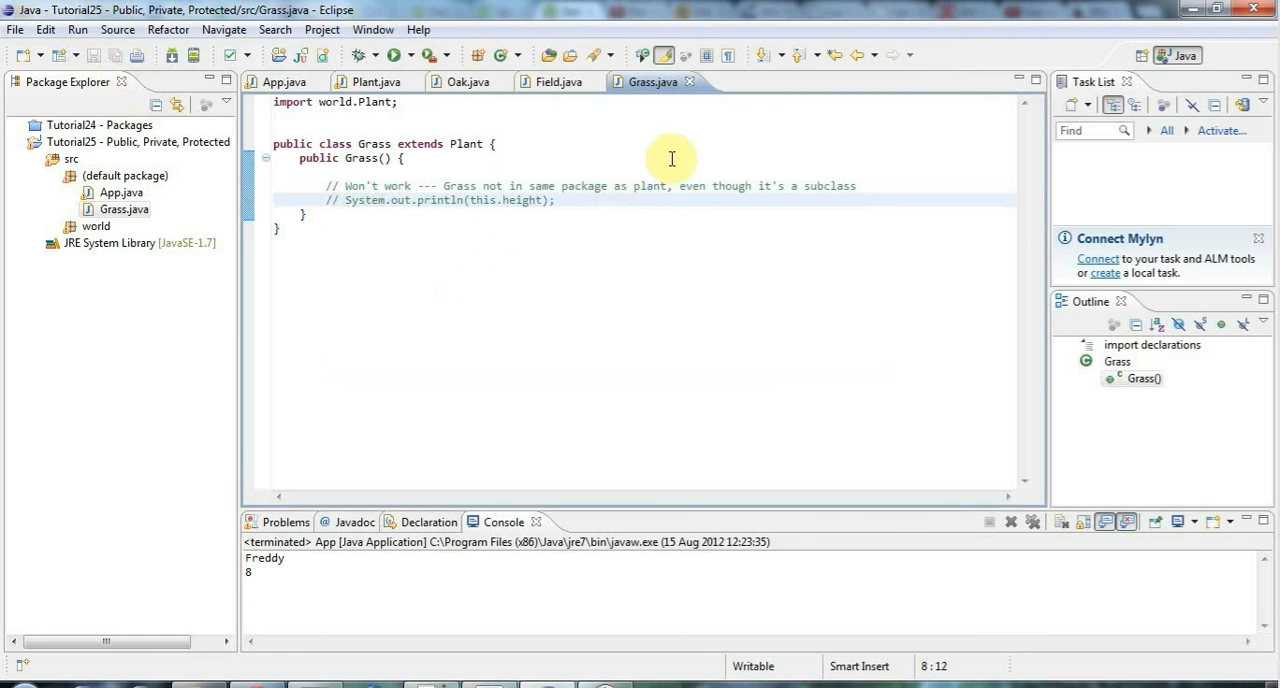 Java - Tutorial25 - Public, Private, Protected/src/Grass.java - Eclipse
File Edit Run Source Refactor Navigate Search Project Window Help
Java
Package Explorer
App.java Plant.java Oak.java Field.java Grass.java
Task List
Tutorial24 - Packages
Tutorial25 - Public, Private, Protected
src
(default package)
App.java
Grass.java
world
JRE System Library [JavaSE-1.7]
import world.Plant;
public class Grass extends Plant {
public Grass() {
// Won't work --- Grass not in same package as plant, even though it's a subclass
// System.out.println(this.height);
}
}
Find All Activate...
Connect Mylyn
Connect to your task and ALM tools
or create a local task.
Outline
import declarations
Grass
Grass()
Problems @ Javadoc Declaration Console
<terminated> App [Java Application] C:\Program Files (x86)\Java\jre7\bin\javaw.exe (15 Aug 2012 12:23:35)
Freddy
8
Writable Smart Insert 8 : 12